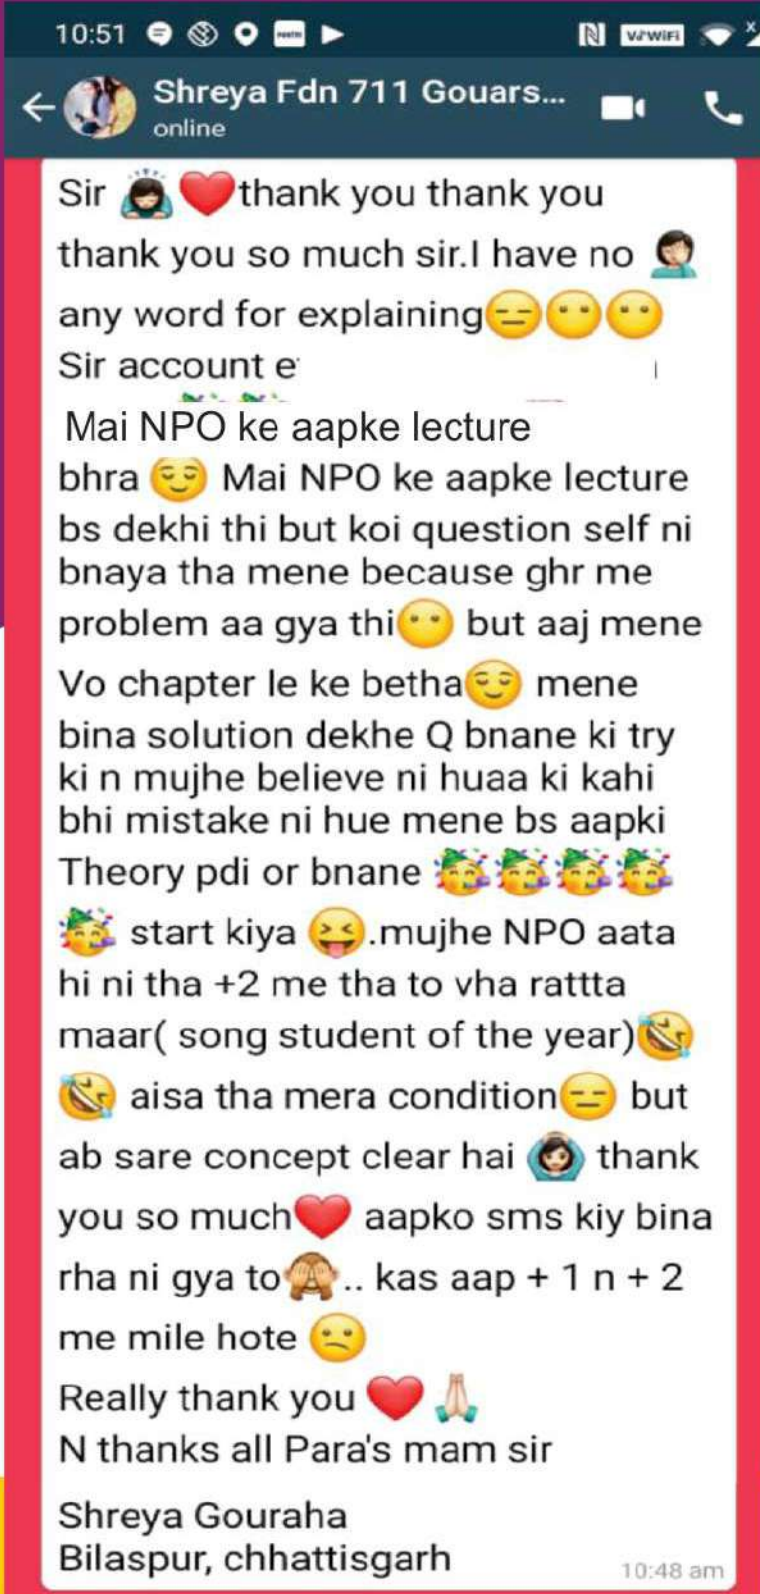 10:51
VoWiFi
Shreya Fdn 711 Gouars...
online
Sir 🙇🏻‍♀️❤️thank you thank you
thank you so much sir.I have no 🤦🏻‍♀️
any word for explaining😑😶😶
Sir account
Mai NPO ke aapke lecture
bhra 😌 Mai NPO ke aapke lecture
bs dekhi thi but koi question self ni
bnaya tha mene because ghr me
problem aa gya thi😶 but aaj mene
Vo chapter le ke betha😌 mene
bina solution dekhe Q bnane ki try
ki n mujhe believe ni huaa ki kahi
bhi mistake ni hue mene bs aapki
Theory pdi or bnane 🥳🥳🥳🥳
🥳 start kiya 😝.mujhe NPO aata
hi ni tha +2 me tha to vha rattta
maar( song student of the year)🤣
🤣 aisa tha mera condition😑 but
ab sare concept clear hai 🙆🏻‍♀️ thank
you so much❤️ aapko sms kiy bina
rha ni gya to🙈.. kas aap + 1 n + 2
me mile hote 😕
Really thank you ❤️ 🙏🏻
N thanks all Para's mam sir
Shreya Gouraha
Bilaspur, chhattisgarh
10:48 am